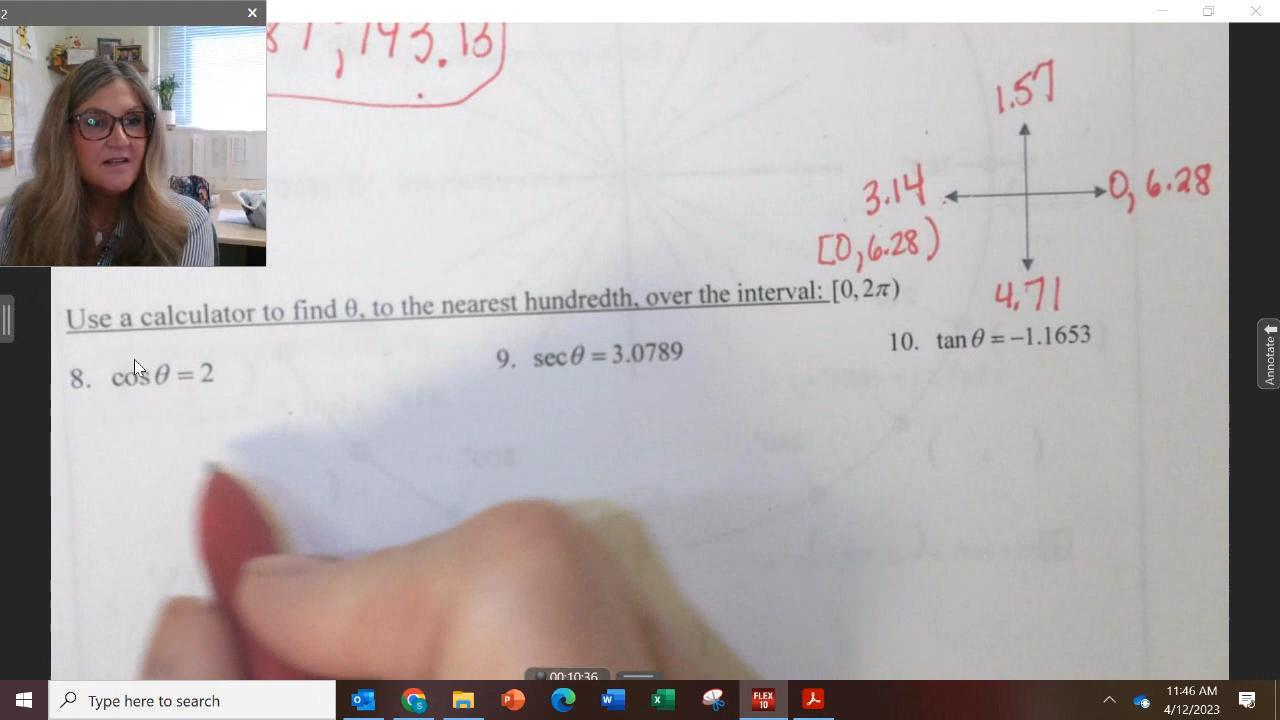 2
143.13
1.57
3.14
0, 6.28
[0, 6.28)
4.71
Use a calculator to find θ, to the nearest hundredth, over the interval: [0, 2π)
8. cos θ = 2
9. sec θ = 3.0789
10. tan θ = −1.1653
Annotate
00:10:36
Type here to search
FLEX
10
11:46 AM
4/12/2023